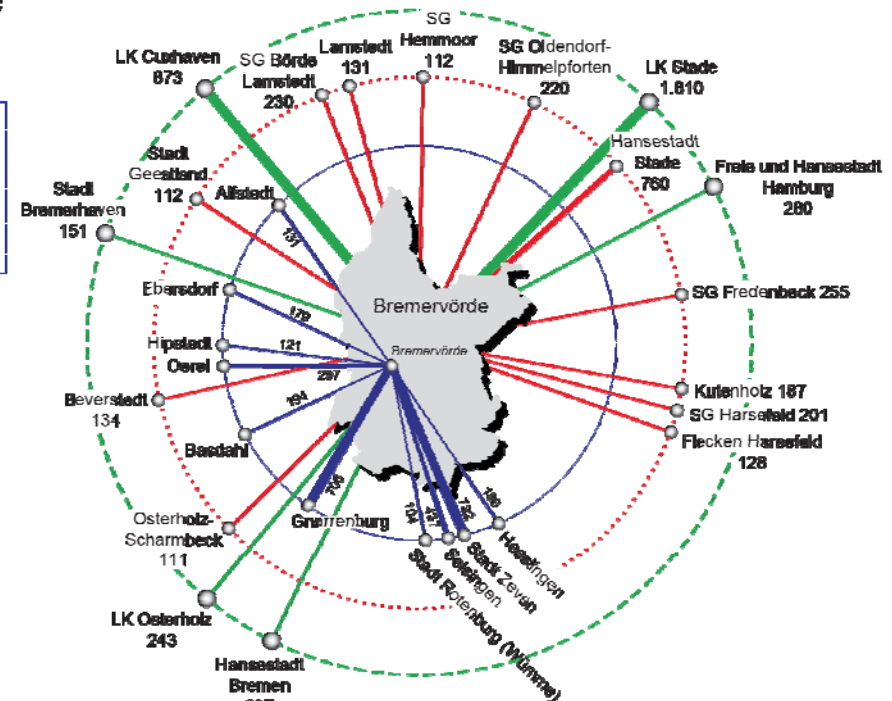 SG
Hemmoor
112
Lamstedt
131
SG Börde
Lamstedt
230
LK Cuxhaven
873
SG Oldendorf-
Himmelpforten
220
LK Stade
1.810
Hansestadt
Stade
760
Freie und Hansestadt
Hamburg
280
Stadt
Geestland
112
Alfstedt
131
Stadt
Bremerhaven
151
Ebersdorf
179
Bremervörde
Bremervörde
SG Fredenbeck 255
Hipstedt
121
Oerel
297
Beverstedt
134
194
Basdahl
Kutenholz 187
SG Harsefeld 201
Flecken Harsefeld
128
706
Gnarrenburg
104
792
Heeslingen
Stadt Zeven
Selsingen
Stadt Rotenburg (Wümme)
Osterholz-
Scharmbeck
111
LK Osterholz
243
Hansestadt
Bremen